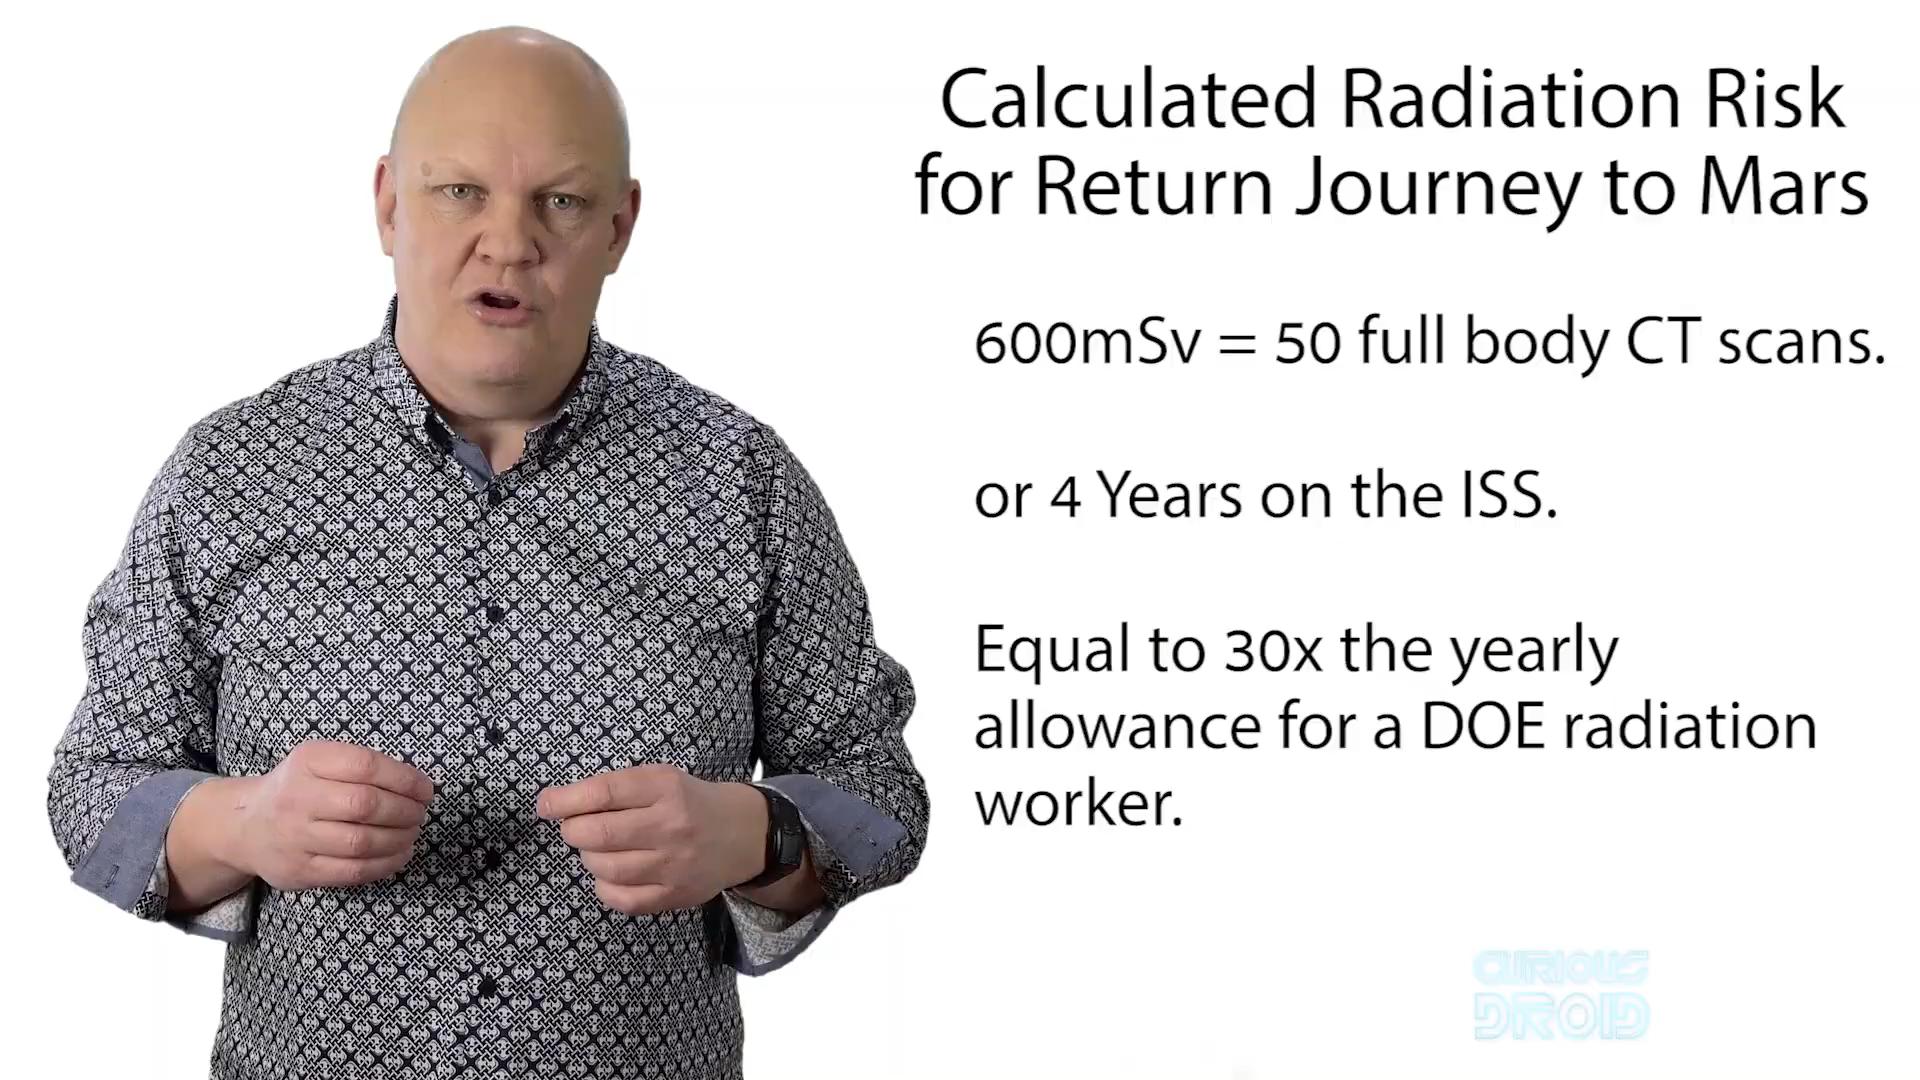 Calculated Radiation Risk
for Return Journey to Mars
600mSv = 50 full body CT scans.
or 4 Years on the ISS.
Equal to 30x the yearly
allowance for a DOE radiation
worker.
CURIOUS
DROID